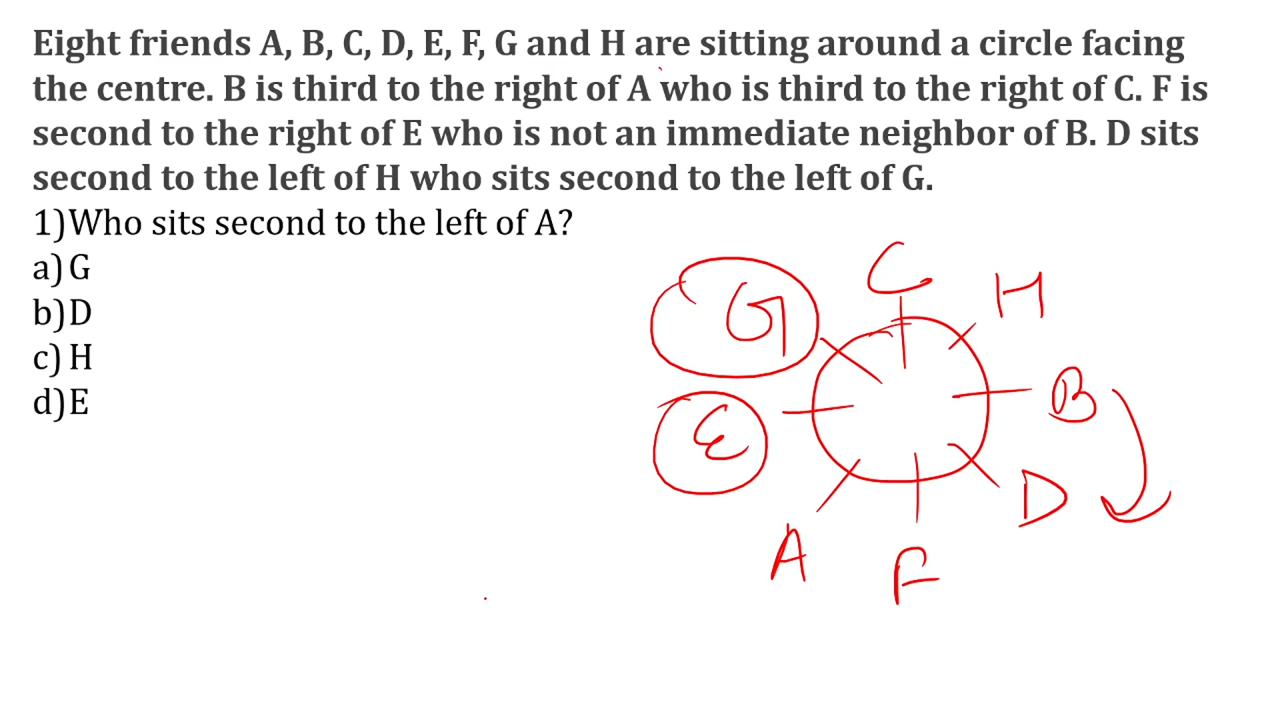 Eight friends A, B, C, D, E, F, G and H are sitting around a circle facing
the centre. B is third to the right of A who is third to the right of C. F is
second to the right of E who is not an immediate neighbor of B. D sits
second to the left of H who sits second to the left of G.
1)Who sits second to the left of A?
a)G
b)D
c)H
d)E
C
H
G
B
E
D
A
F